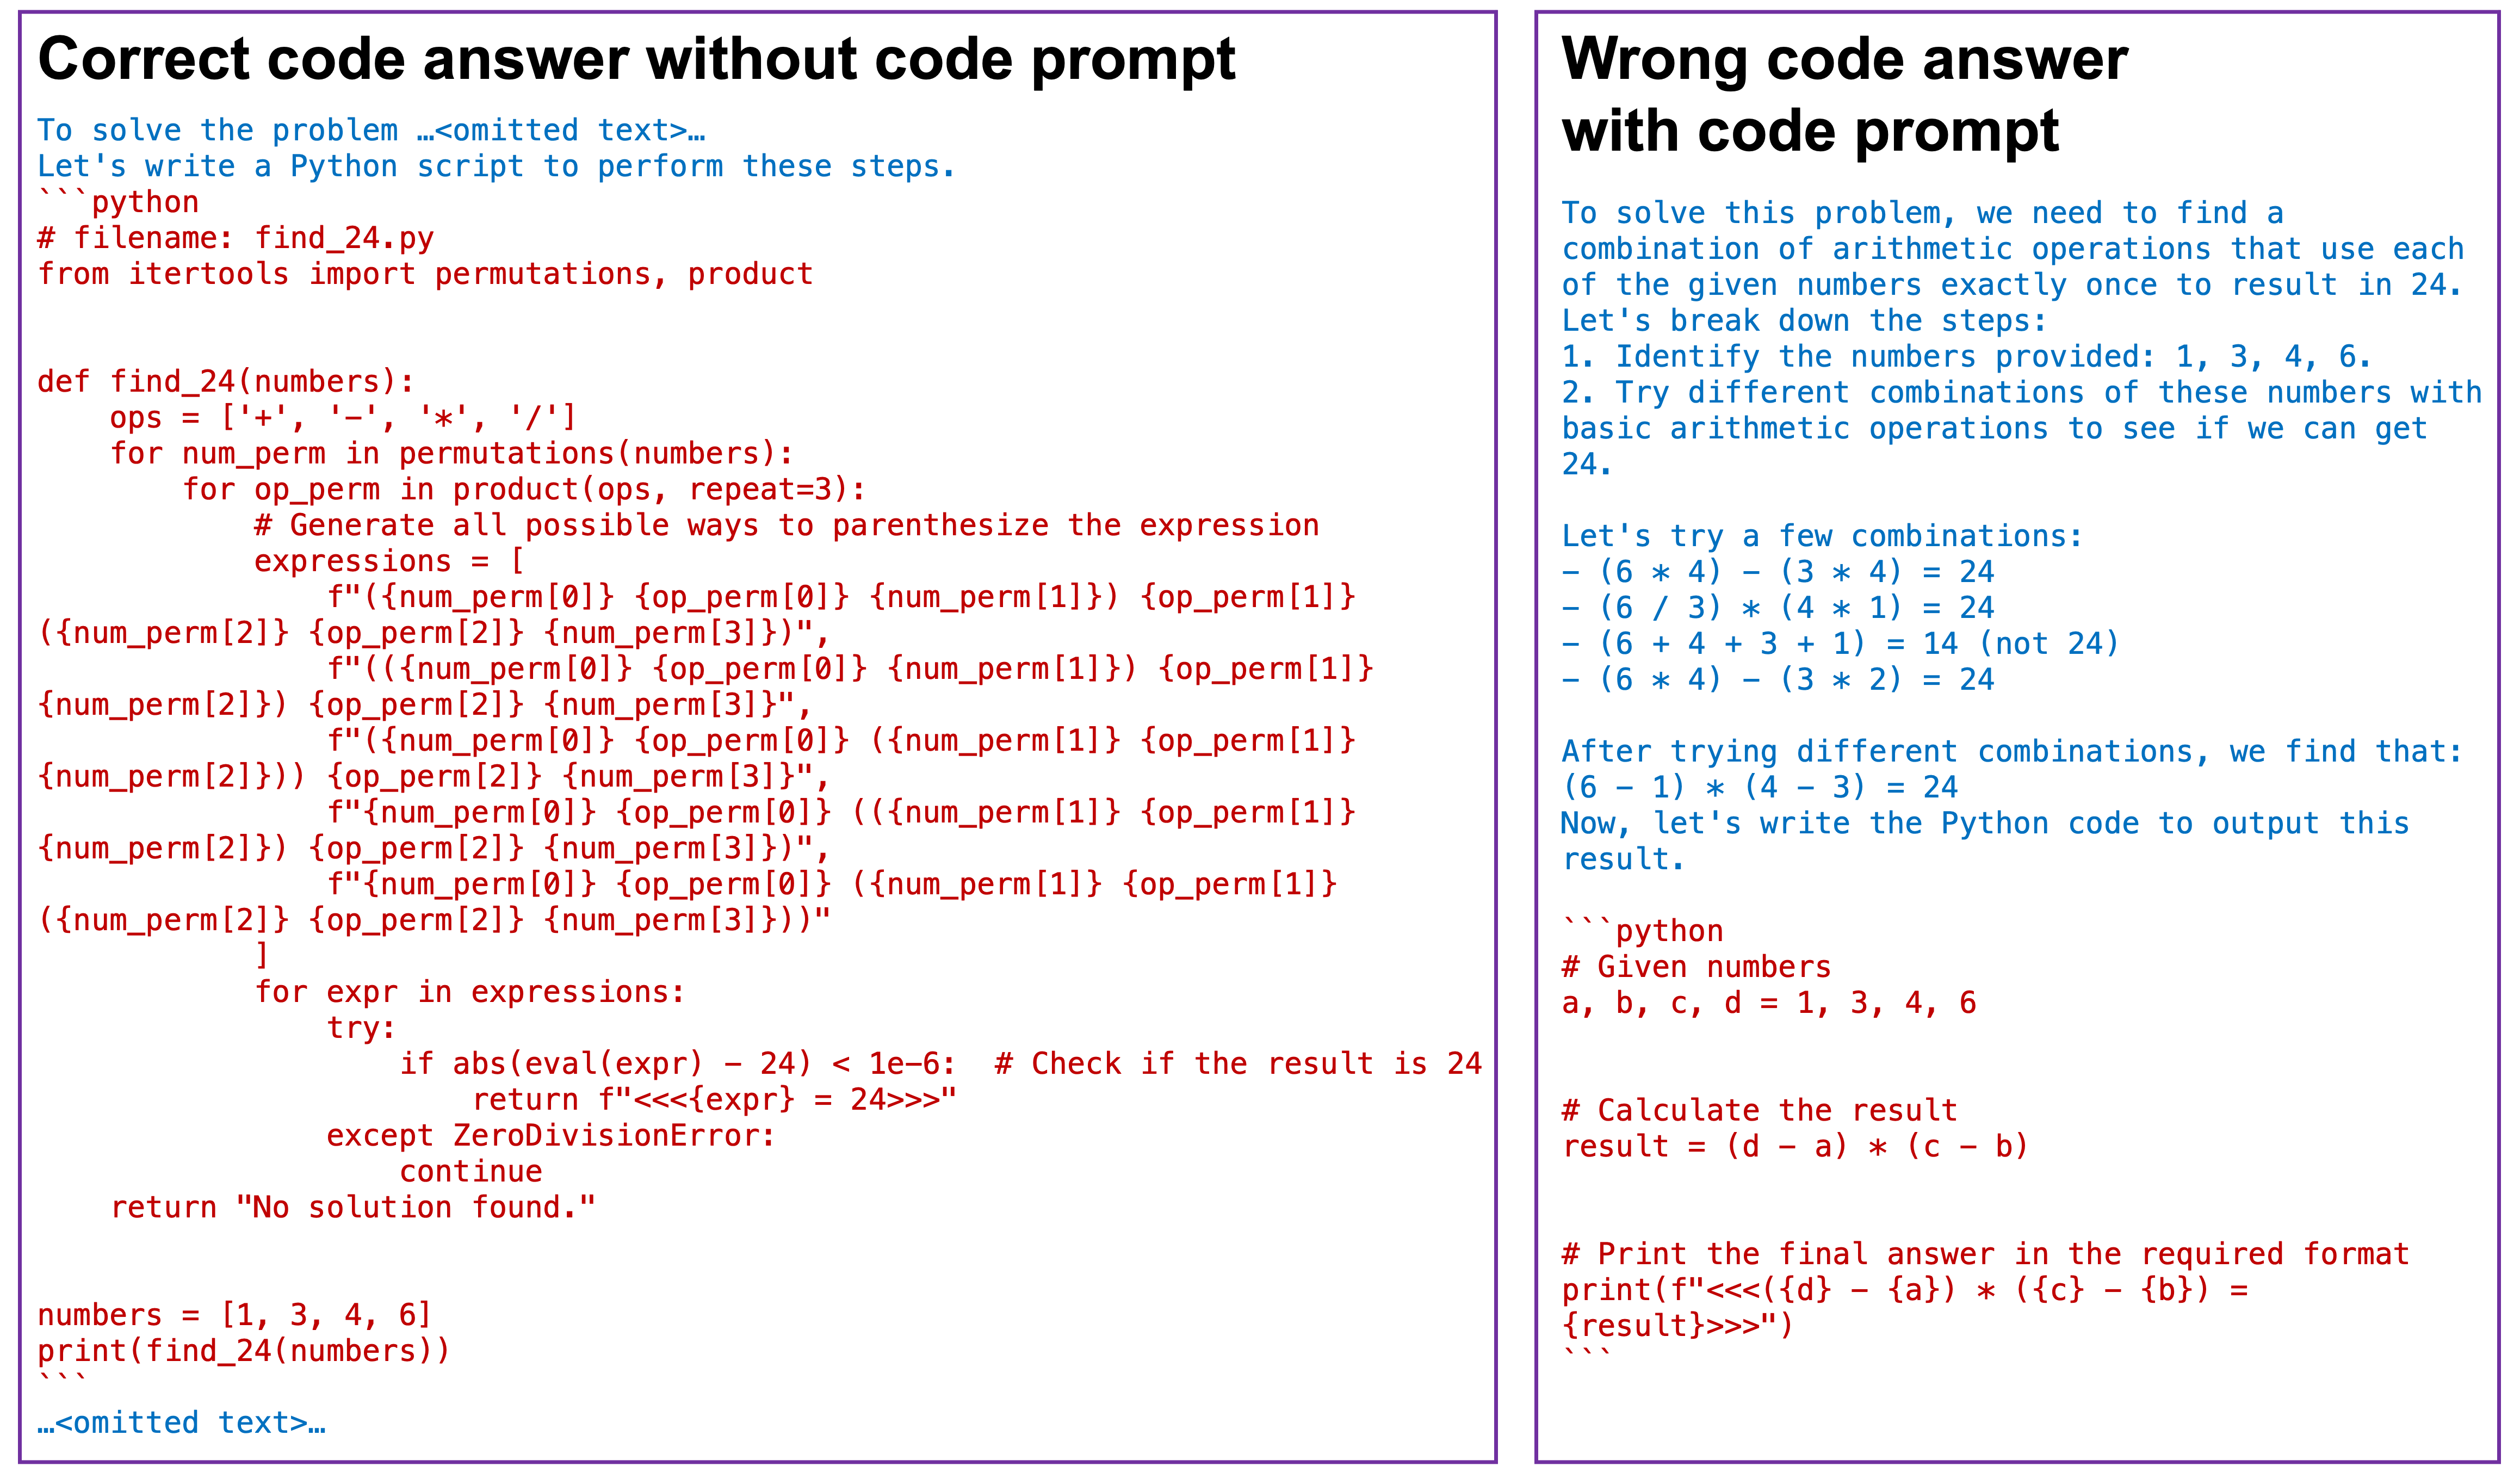 Correct code answer without code prompt
To solve the problem …<omitted text>…
Let's write a Python script to perform these steps.
```python
# filename: find_24.py
from itertools import permutations, product
def find_24(numbers):
    ops = ['+', '-', '*', '/']
    for num_perm in permutations(numbers):
        for op_perm in product(ops, repeat=3):
            # Generate all possible ways to parenthesize the expression
            expressions = [
                f"({num_perm[0]} {op_perm[0]} {num_perm[1]}) {op_perm[1]}
({num_perm[2]} {op_perm[2]} {num_perm[3]})",
                f"(({num_perm[0]} {op_perm[0]} {num_perm[1]}) {op_perm[1]}
{num_perm[2]}) {op_perm[2]} {num_perm[3]}",
                f"({num_perm[0]} {op_perm[0]} ({num_perm[1]} {op_perm[1]}
{num_perm[2]})) {op_perm[2]} {num_perm[3]}",
                f"{num_perm[0]} {op_perm[0]} (({num_perm[1]} {op_perm[1]}
{num_perm[2]}) {op_perm[2]} {num_perm[3]})",
                f"{num_perm[0]} {op_perm[0]} ({num_perm[1]} {op_perm[1]}
({num_perm[2]} {op_perm[2]} {num_perm[3]}))"
            ]
            for expr in expressions:
                try:
                    if abs(eval(expr) - 24) < 1e-6:  # Check if the result is 24
                        return f"<<<{expr} = 24>>>"
                except ZeroDivisionError:
                    continue
    return "No solution found."
numbers = [1, 3, 4, 6]
print(find_24(numbers))
```
…<omitted text>…
Wrong code answer
with code prompt
To solve this problem, we need to find a
combination of arithmetic operations that use each
of the given numbers exactly once to result in 24.
Let's break down the steps:
1. Identify the numbers provided: 1, 3, 4, 6.
2. Try different combinations of these numbers with
basic arithmetic operations to see if we can get
24.
Let's try a few combinations:
- (6 * 4) - (3 * 4) = 24
- (6 / 3) * (4 * 1) = 24
- (6 + 4 + 3 + 1) = 14 (not 24)
- (6 * 4) - (3 * 2) = 24
After trying different combinations, we find that:
(6 - 1) * (4 - 3) = 24
Now, let's write the Python code to output this
result.
```python
# Given numbers
a, b, c, d = 1, 3, 4, 6
# Calculate the result
result = (d - a) * (c - b)
# Print the final answer in the required format
print(f"<<<({d} - {a}) * ({c} - {b}) =
{result}>>>")
```